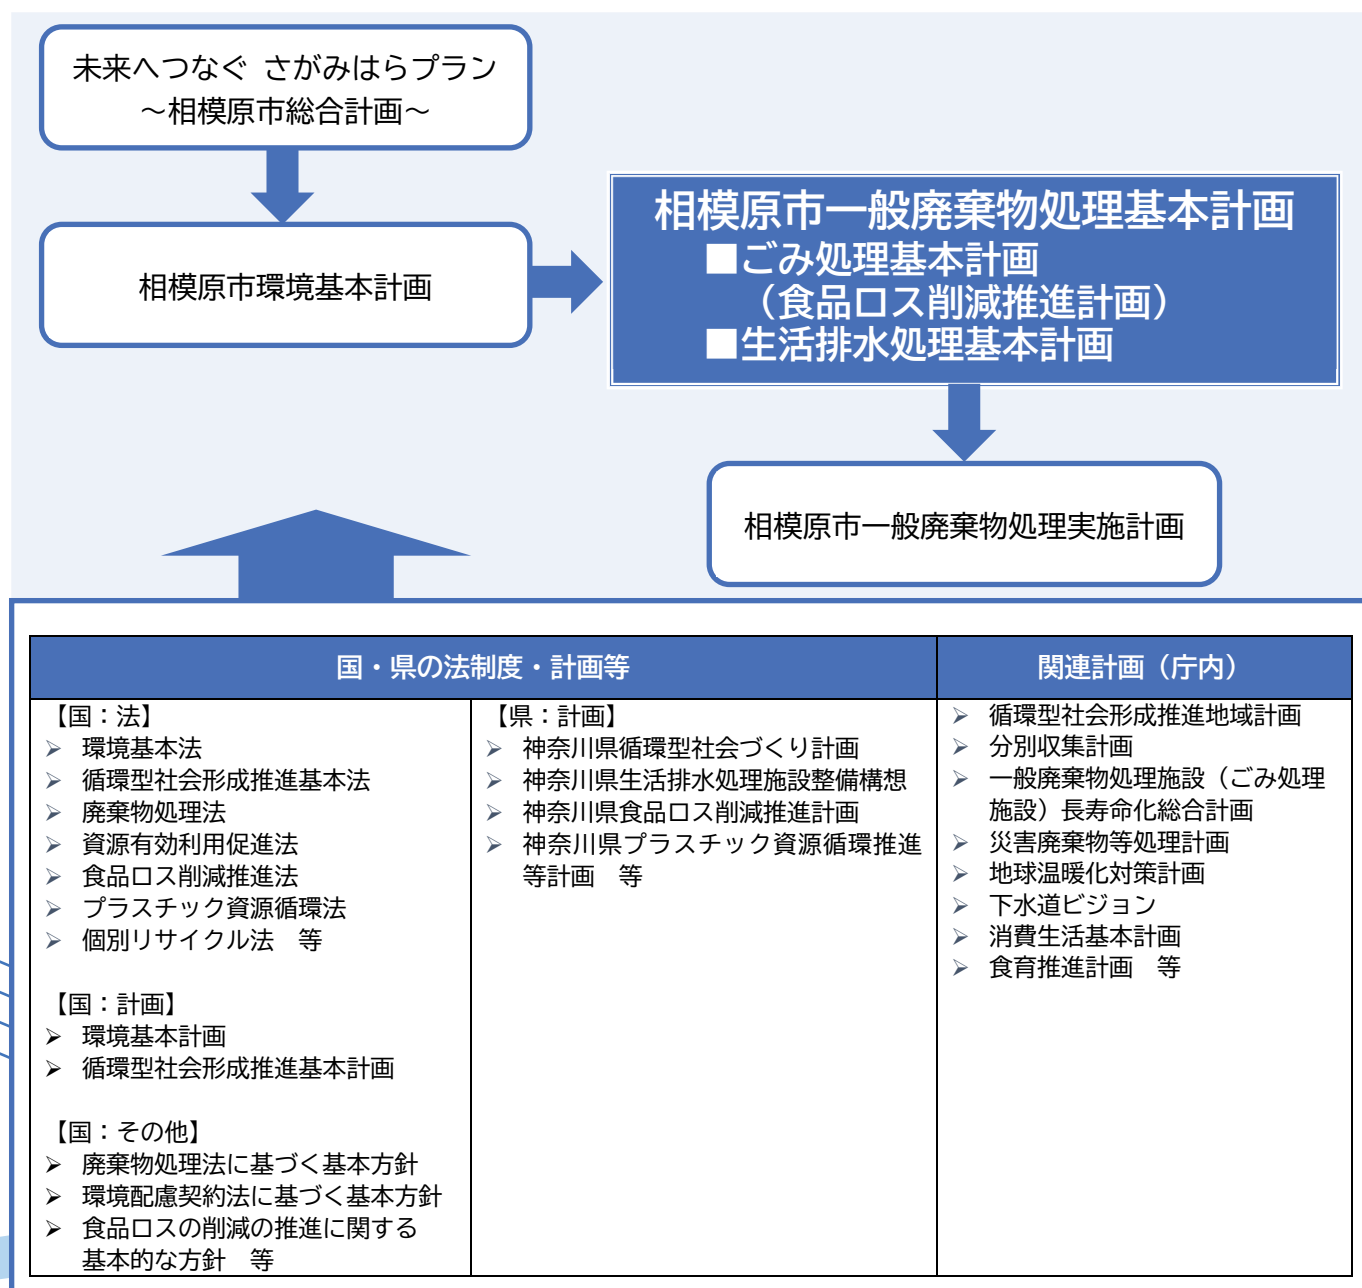 未来へつなぐ さがみはらプラン
～相模原市総合計画～
相模原市環境基本計画
相模原市一般廃棄物処理基本計画
■ごみ処理基本計画
（食品ロス削減推進計画）
■生活排水処理基本計画
相模原市一般廃棄物処理実施計画
国・県の法制度・計画等
【国：法】
➢ 環境基本法
➢ 循環型社会形成推進基本法
➢ 廃棄物処理法
➢ 資源有効利用促進法
➢ 食品ロス削減推進法
➢ プラスチック資源循環法
➢ 個別リサイクル法　等
【国：計画】
➢ 環境基本計画
➢ 循環型社会形成推進基本計画
【国：その他】
➢ 廃棄物処理法に基づく基本方針
➢ 環境配慮契約法に基づく基本方針
➢ 食品ロスの削減の推進に関する
基本的な方針　等
【県：計画】
➢ 神奈川県循環型社会づくり計画
➢ 神奈川県生活排水処理施設整備構想
➢ 神奈川県食品ロス削減推進計画
➢ 神奈川県プラスチック資源循環推進
等計画　等
関連計画（庁内）
➢ 循環型社会形成推進地域計画
➢ 分別収集計画
➢ 一般廃棄物処理施設（ごみ処理
施設）長寿命化総合計画
➢ 災害廃棄物等処理計画
➢ 地球温暖化対策計画
➢ 下水道ビジョン
➢ 消費生活基本計画
➢ 食育推進計画　等